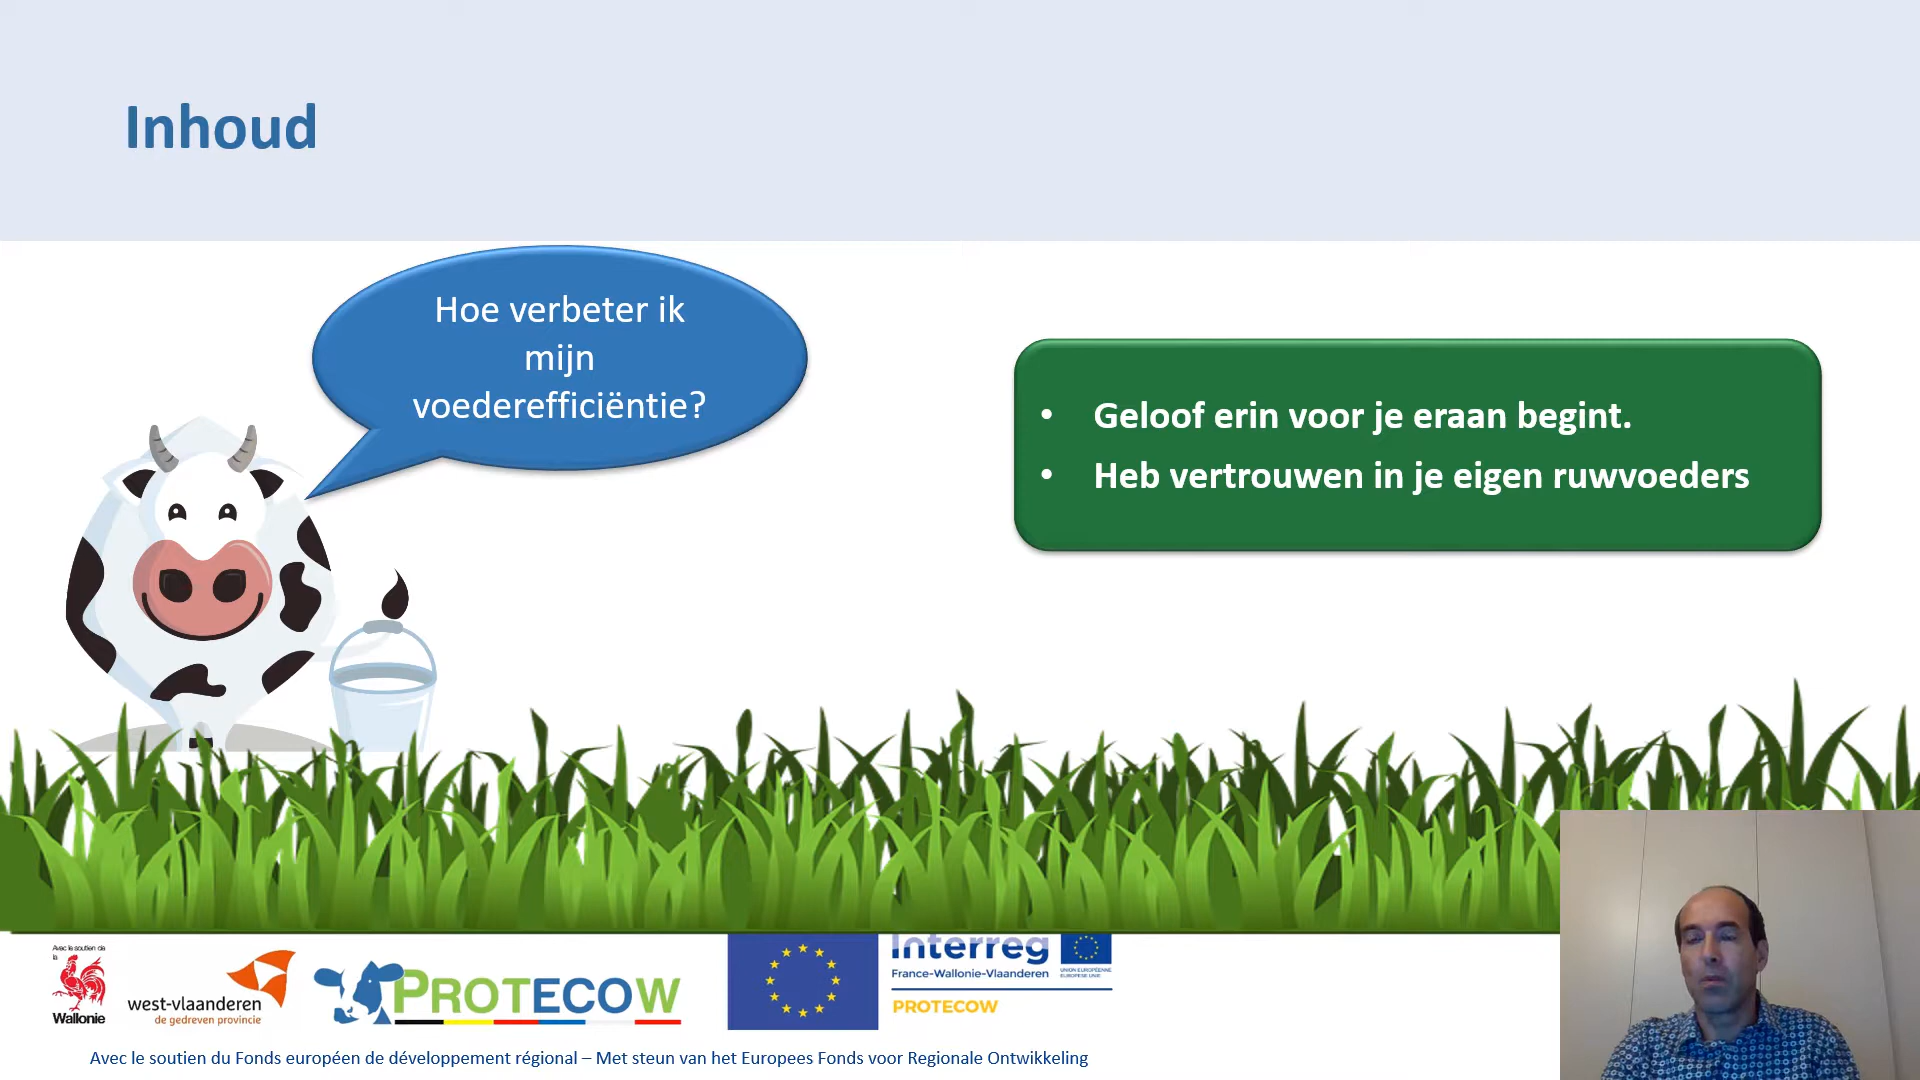 Inhoud
Hoe verbeter ik
mijn
voederefficiëntie?
• Geloof erin voor je eraan begint.
• Heb vertrouwen in je eigen ruwvoeders
Avec le soutien de
la
Wallonie
west-vlaanderen
de gedreven provincie
PROTECOW
Interreg
France-Wallonie-Vlaanderen
UNION EUROPÉENNE
EUROPESE UNIE
PROTECOW
Avec le soutien du Fonds européen de développement régional – Met steun van het Europees Fonds voor Regionale Ontwikkeling